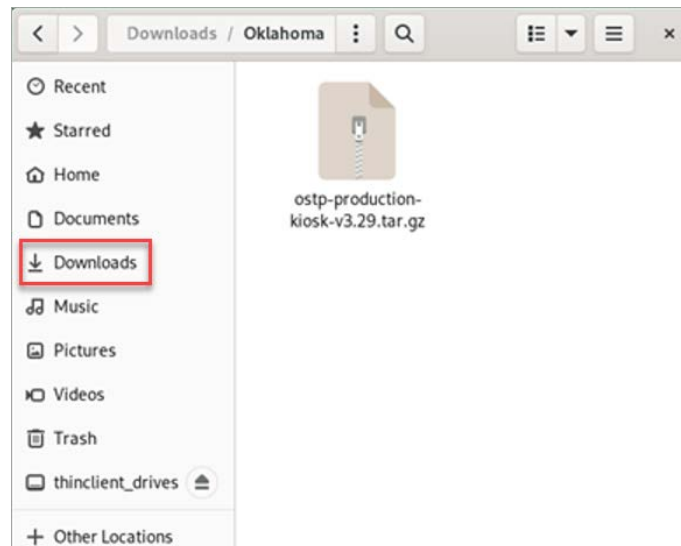 Downloads / Oklahoma
Recent
Starred
Home
Documents
Downloads
Music
Pictures
Videos
Trash
thinclient_drives
+ Other Locations
ostp-production-
kiosk-v3.29.tar.gz